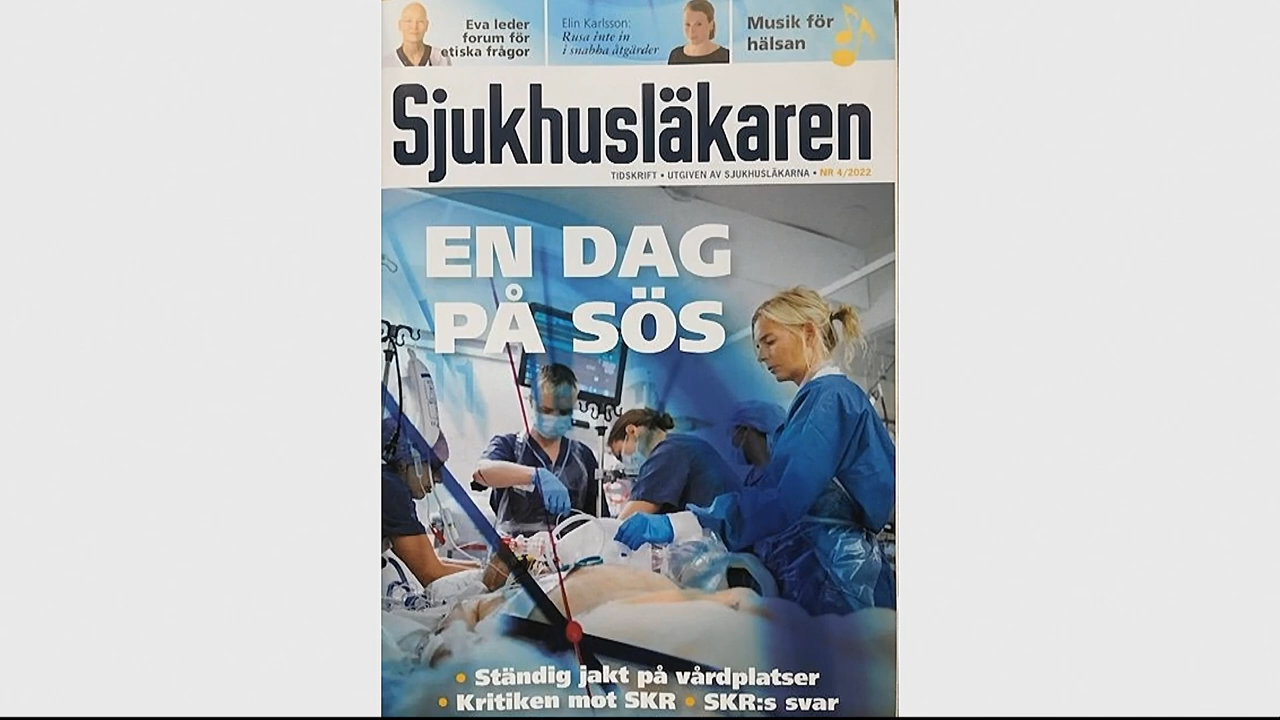 Eva leder
forum för
etiska frågor
Elin Karlsson:
Rusa inte in
i snabba åtgärder
Musik för
hälsan
Sjukhusläkaren
TIDSKRIFT • UTGIVEN AV SJUKHUSLÄKARNA • NR 4/2022
EN DAG
PÅ SÖS
• Ständig jakt på vårdplatser
• Kritiken mot SKR • SKR:s svar